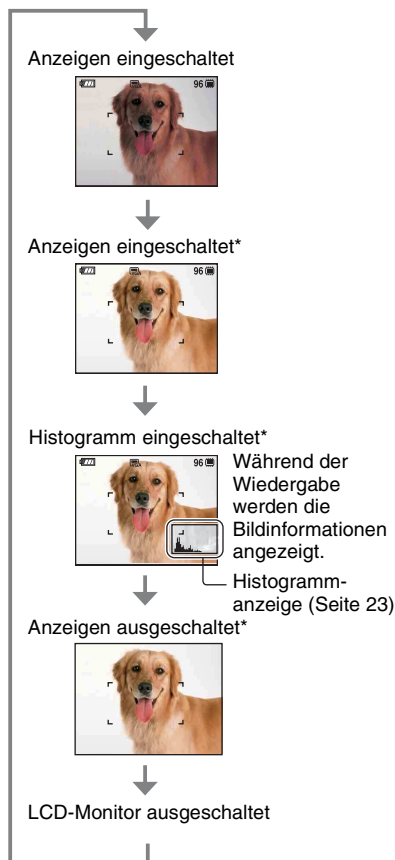 Anzeigen eingeschaltet
96
Anzeigen eingeschaltet*
96
Histogramm eingeschaltet*
96
Während der
Wiedergabe
werden die
Bildinformationen
angezeigt.
Histogramm-
anzeige (Seite 23)
Anzeigen ausgeschaltet*
LCD-Monitor ausgeschaltet